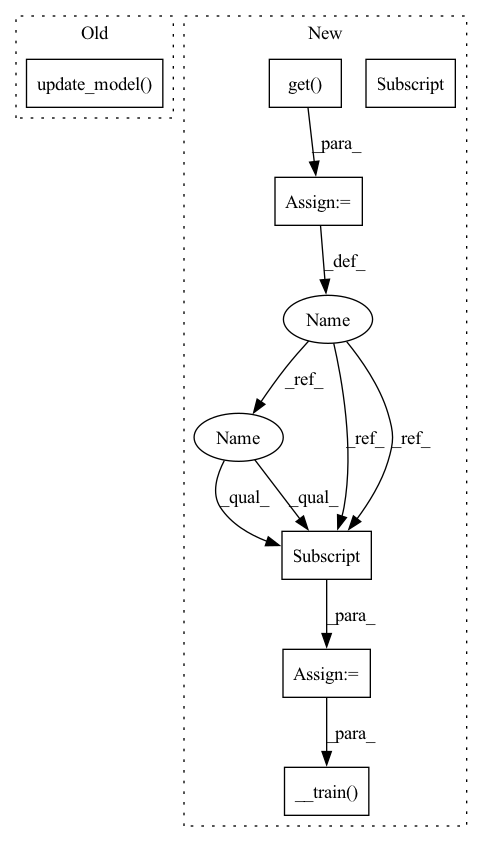 Old
New
update_model()
get()
Subscript
_para_
Assign:=
_def_
Name
_ref_
Name
_ref_
_ref_
_qual_
_qual_
Subscript
_para_
Assign:=
_para_
__train()